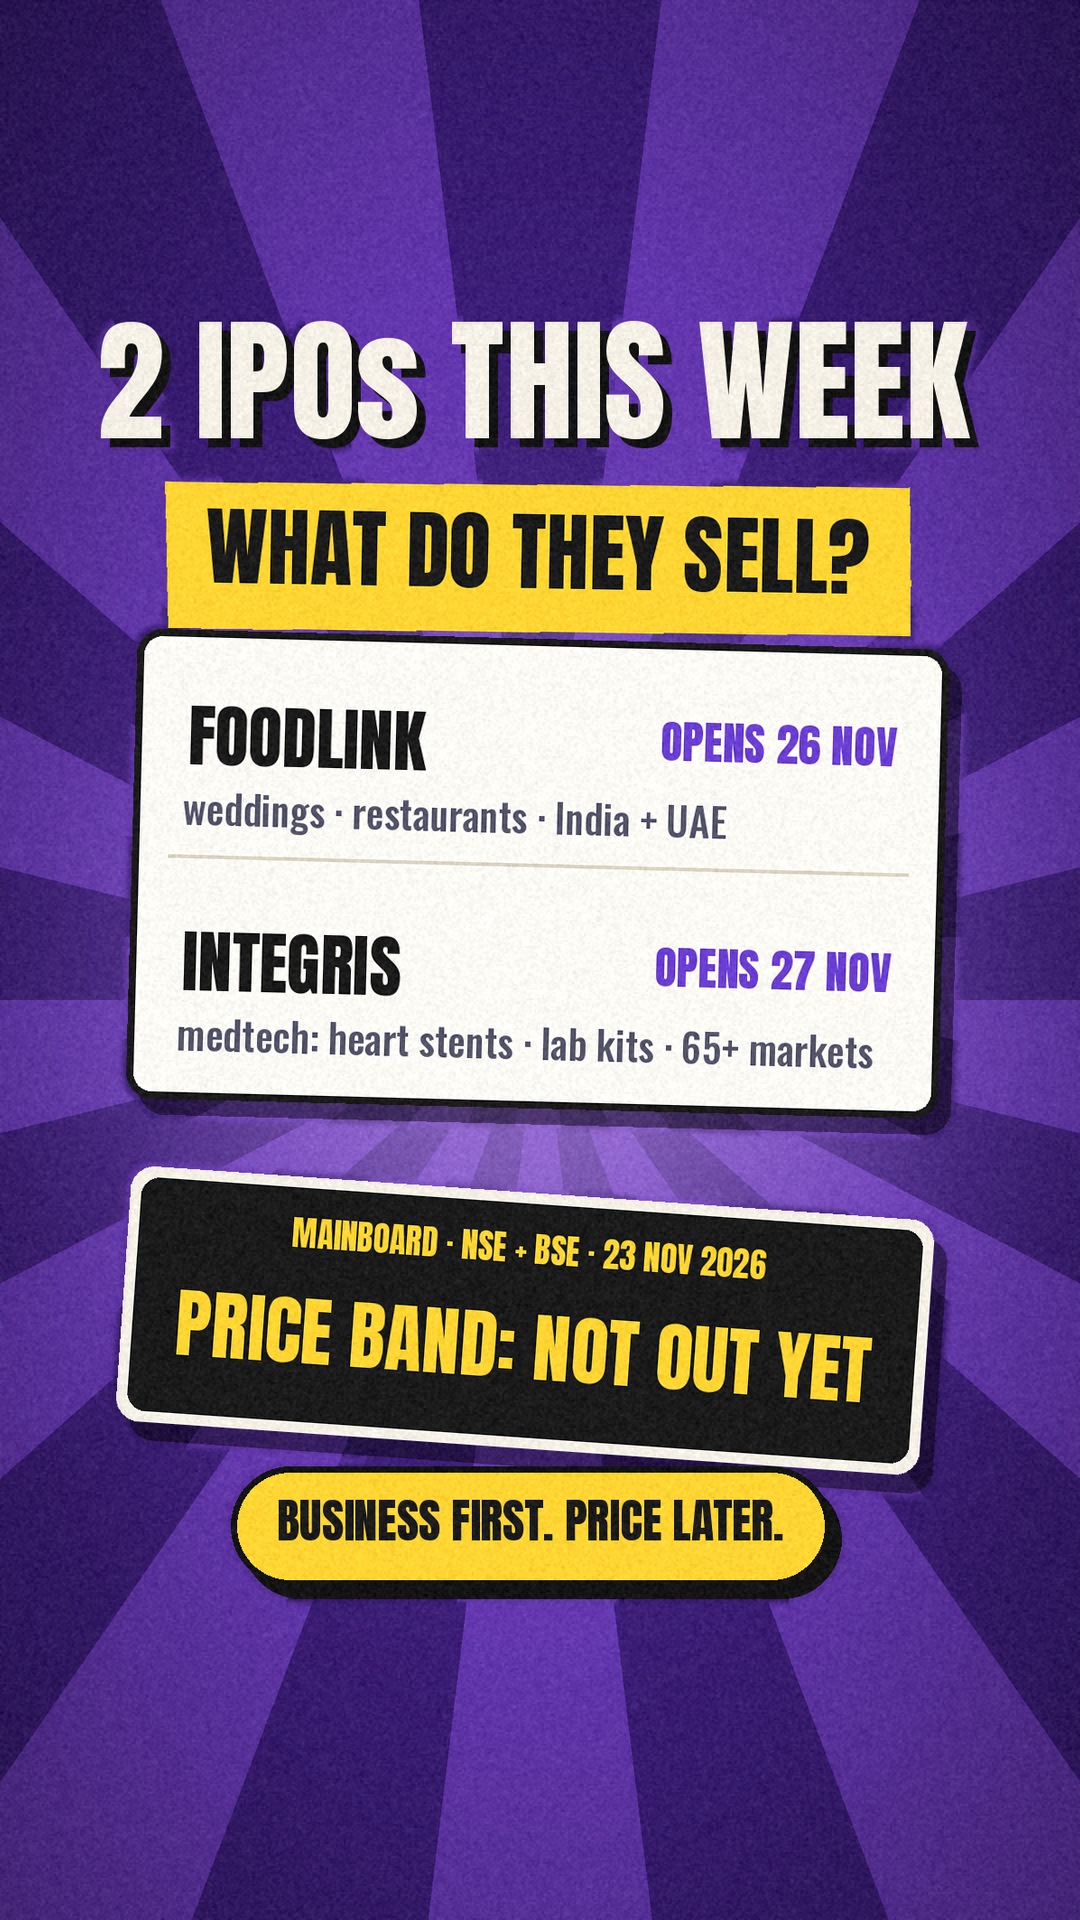 2 IPOs THIS WEEK
WHAT DO THEY SELL?
FOODLINK
OPENS 26 NOV
weddings · restaurants · India + UAE
INTEGRIS
OPENS 27 NOV
medtech: heart stents · lab kits · 65+ markets
MAINBOARD · NSE + BSE · 23 NOV 2026
PRICE BAND: NOT OUT YET
BUSINESS FIRST. PRICE LATER.